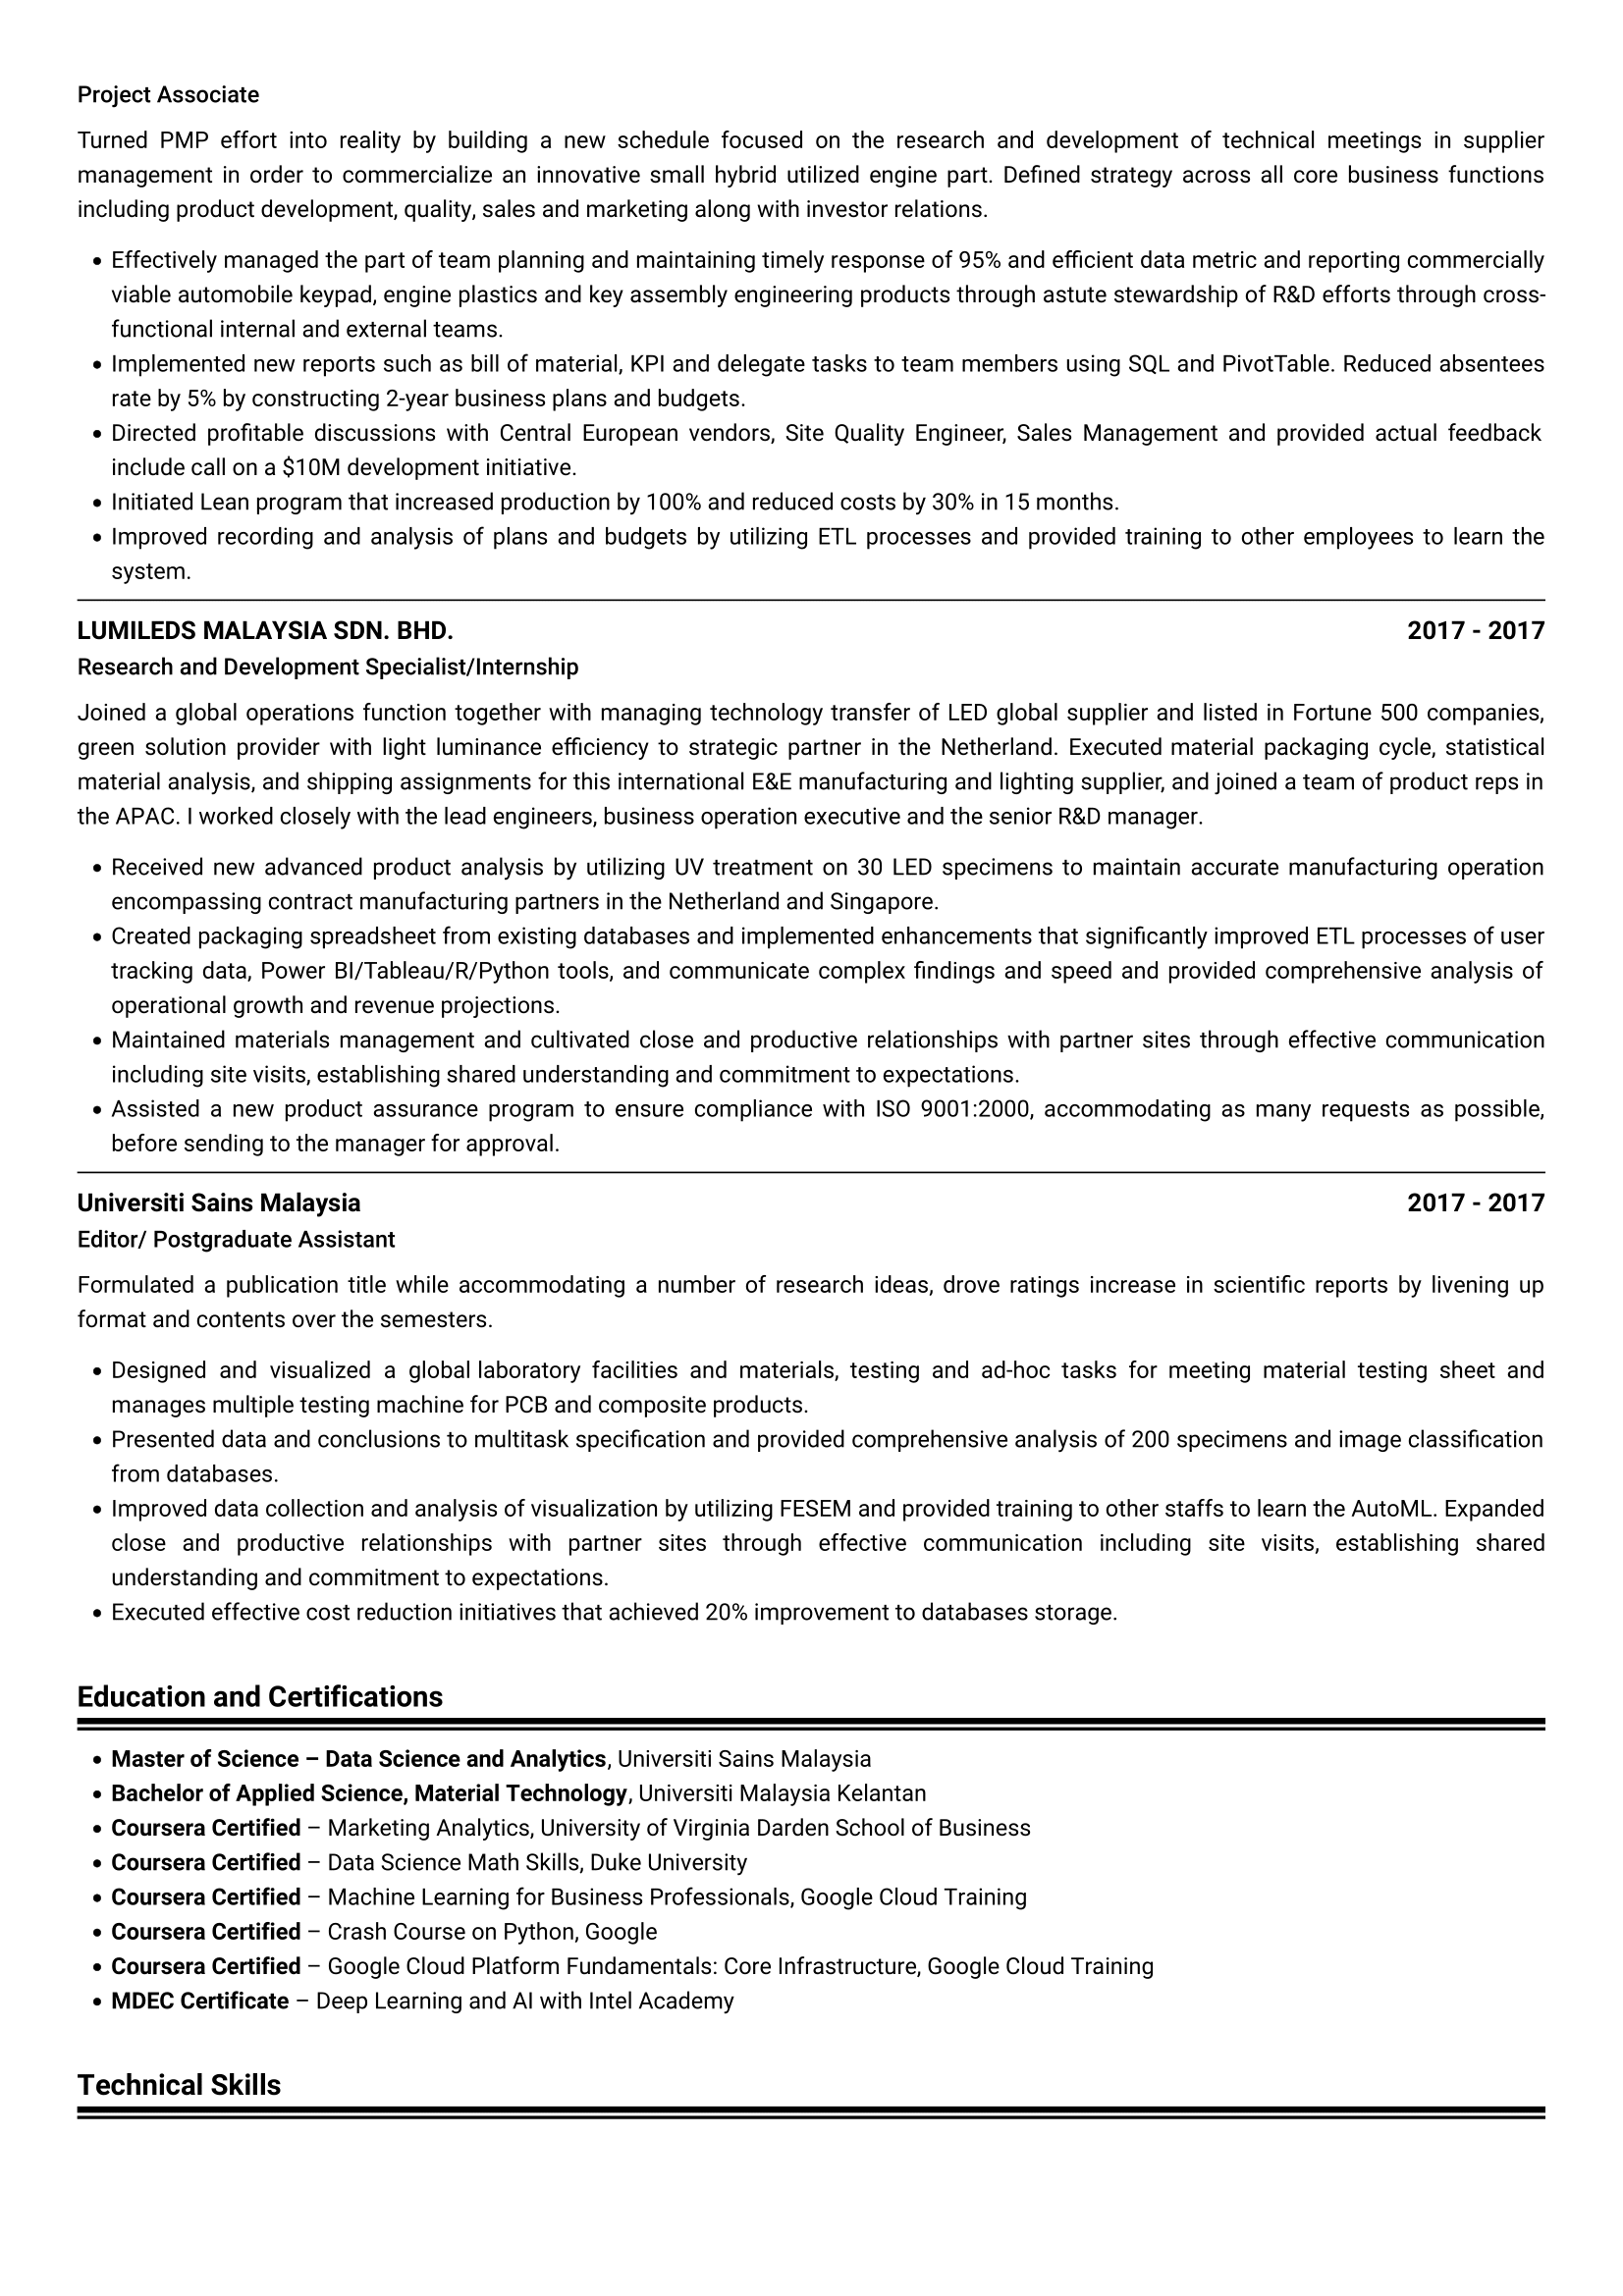 Project Associate
Turned PMP effort into reality by building a new schedule focused on the research and development of technical meetings in supplier
management in order to commercialize an innovative small hybrid utilized engine part. Defined strategy across all core business functions
including product development, quality, sales and marketing along with investor relations.
• Effectively managed the part of team planning and maintaining timely response of 95% and efficient data metric and reporting commercially
viable automobile keypad, engine plastics and key assembly engineering products through astute stewardship of R&D efforts through cross-
functional internal and external teams.
• Implemented new reports such as bill of material, KPI and delegate tasks to team members using SQL and PivotTable. Reduced absentees
rate by 5% by constructing 2-year business plans and budgets.
• Directed profitable discussions with Central European vendors, Site Quality Engineer, Sales Management and provided actual feedback
include call on a $10M development initiative.
• Initiated Lean program that increased production by 100% and reduced costs by 30% in 15 months.
• Improved recording and analysis of plans and budgets by utilizing ETL processes and provided training to other employees to learn the
system.
LUMILEDS MALAYSIA SDN. BHD. 2017 - 2017
Research and Development Specialist/Internship
Joined a global operations function together with managing technology transfer of LED global supplier and listed in Fortune 500 companies,
green solution provider with light luminance efficiency to strategic partner in the Netherland. Executed material packaging cycle, statistical
material analysis, and shipping assignments for this international E&E manufacturing and lighting supplier, and joined a team of product reps in
the APAC. I worked closely with the lead engineers, business operation executive and the senior R&D manager.
• Received new advanced product analysis by utilizing UV treatment on 30 LED specimens to maintain accurate manufacturing operation
encompassing contract manufacturing partners in the Netherland and Singapore.
• Created packaging spreadsheet from existing databases and implemented enhancements that significantly improved ETL processes of user
tracking data, Power BI/Tableau/R/Python tools, and communicate complex findings and speed and provided comprehensive analysis of
operational growth and revenue projections.
• Maintained materials management and cultivated close and productive relationships with partner sites through effective communication
including site visits, establishing shared understanding and commitment to expectations.
• Assisted a new product assurance program to ensure compliance with ISO 9001:2000, accommodating as many requests as possible,
before sending to the manager for approval.
Universiti Sains Malaysia 2017 - 2017
Editor/ Postgraduate Assistant
Formulated a publication title while accommodating a number of research ideas, drove ratings increase in scientific reports by livening up
format and contents over the semesters.
• Designed and visualized a global laboratory facilities and materials, testing and ad-hoc tasks for meeting material testing sheet and
manages multiple testing machine for PCB and composite products.
• Presented data and conclusions to multitask specification and provided comprehensive analysis of 200 specimens and image classification
from databases.
• Improved data collection and analysis of visualization by utilizing FESEM and provided training to other staffs to learn the AutoML. Expanded
close and productive relationships with partner sites through effective communication including site visits, establishing shared
understanding and commitment to expectations.
• Executed effective cost reduction initiatives that achieved 20% improvement to databases storage.
Education and Certifications
• Master of Science – Data Science and Analytics, Universiti Sains Malaysia
• Bachelor of Applied Science, Material Technology, Universiti Malaysia Kelantan
• Coursera Certified – Marketing Analytics, University of Virginia Darden School of Business
• Coursera Certified – Data Science Math Skills, Duke University
• Coursera Certified – Machine Learning for Business Professionals, Google Cloud Training
• Coursera Certified – Crash Course on Python, Google
• Coursera Certified – Google Cloud Platform Fundamentals: Core Infrastructure, Google Cloud Training
• MDEC Certificate – Deep Learning and AI with Intel Academy
Technical Skills